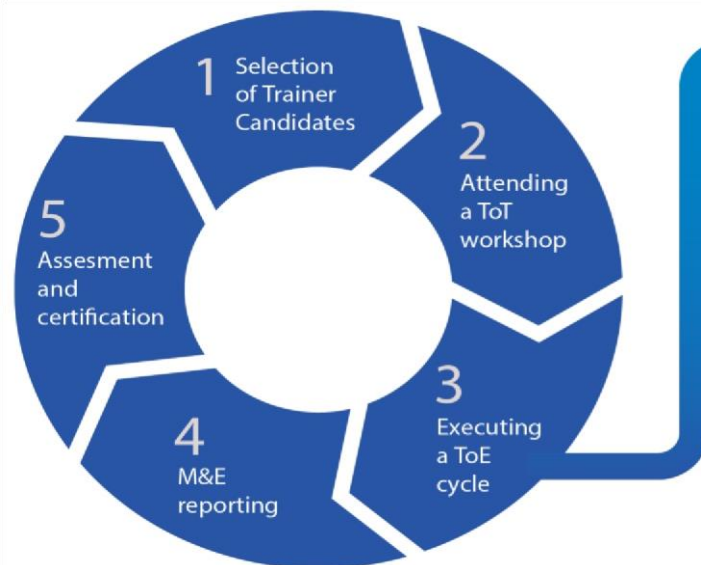 1
Selection
of Trainer
Candidates
2
Attending
a ToT
workshop
3
Executing
a ToE
cycle
4
M&E
reporting
5
Assesment
and
certification